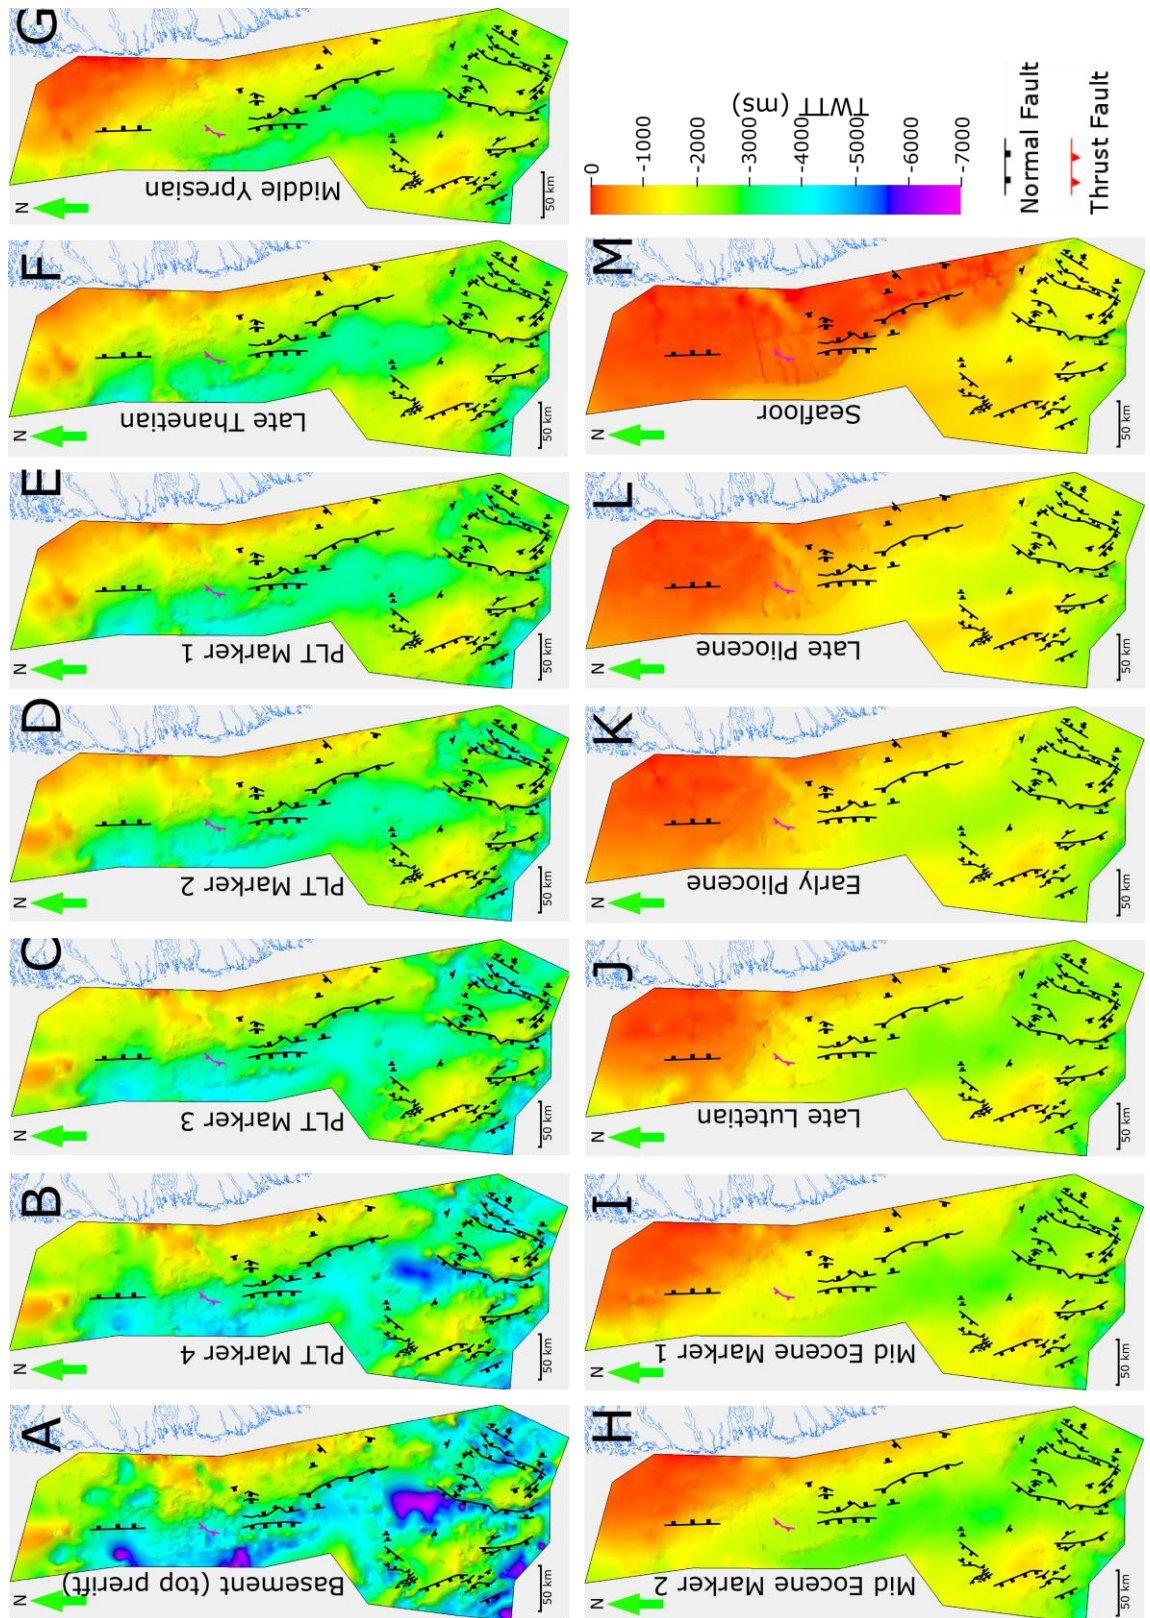 A
N
Basement (top prerift)
50 km
B
N
PLT Marker 4
50 km
C
N
PLT Marker 3
50 km
D
N
PLT Marker 2
50 km
E
N
PLT Marker 1
50 km
F
N
Late Thanetian
50 km
G
N
Middle Ypresian
50 km
H
N
Mid Eocene Marker 2
50 km
I
N
Mid Eocene Marker 1
50 km
J
N
Late Lutetian
50 km
K
N
Early Pliocene
50 km
L
N
Late Pliocene
50 km
M
N
Seafloor
50 km
TWTT (ms)
0
-1000
-2000
-3000
-4000
-5000
-6000
-7000
Normal Fault
Thrust Fault